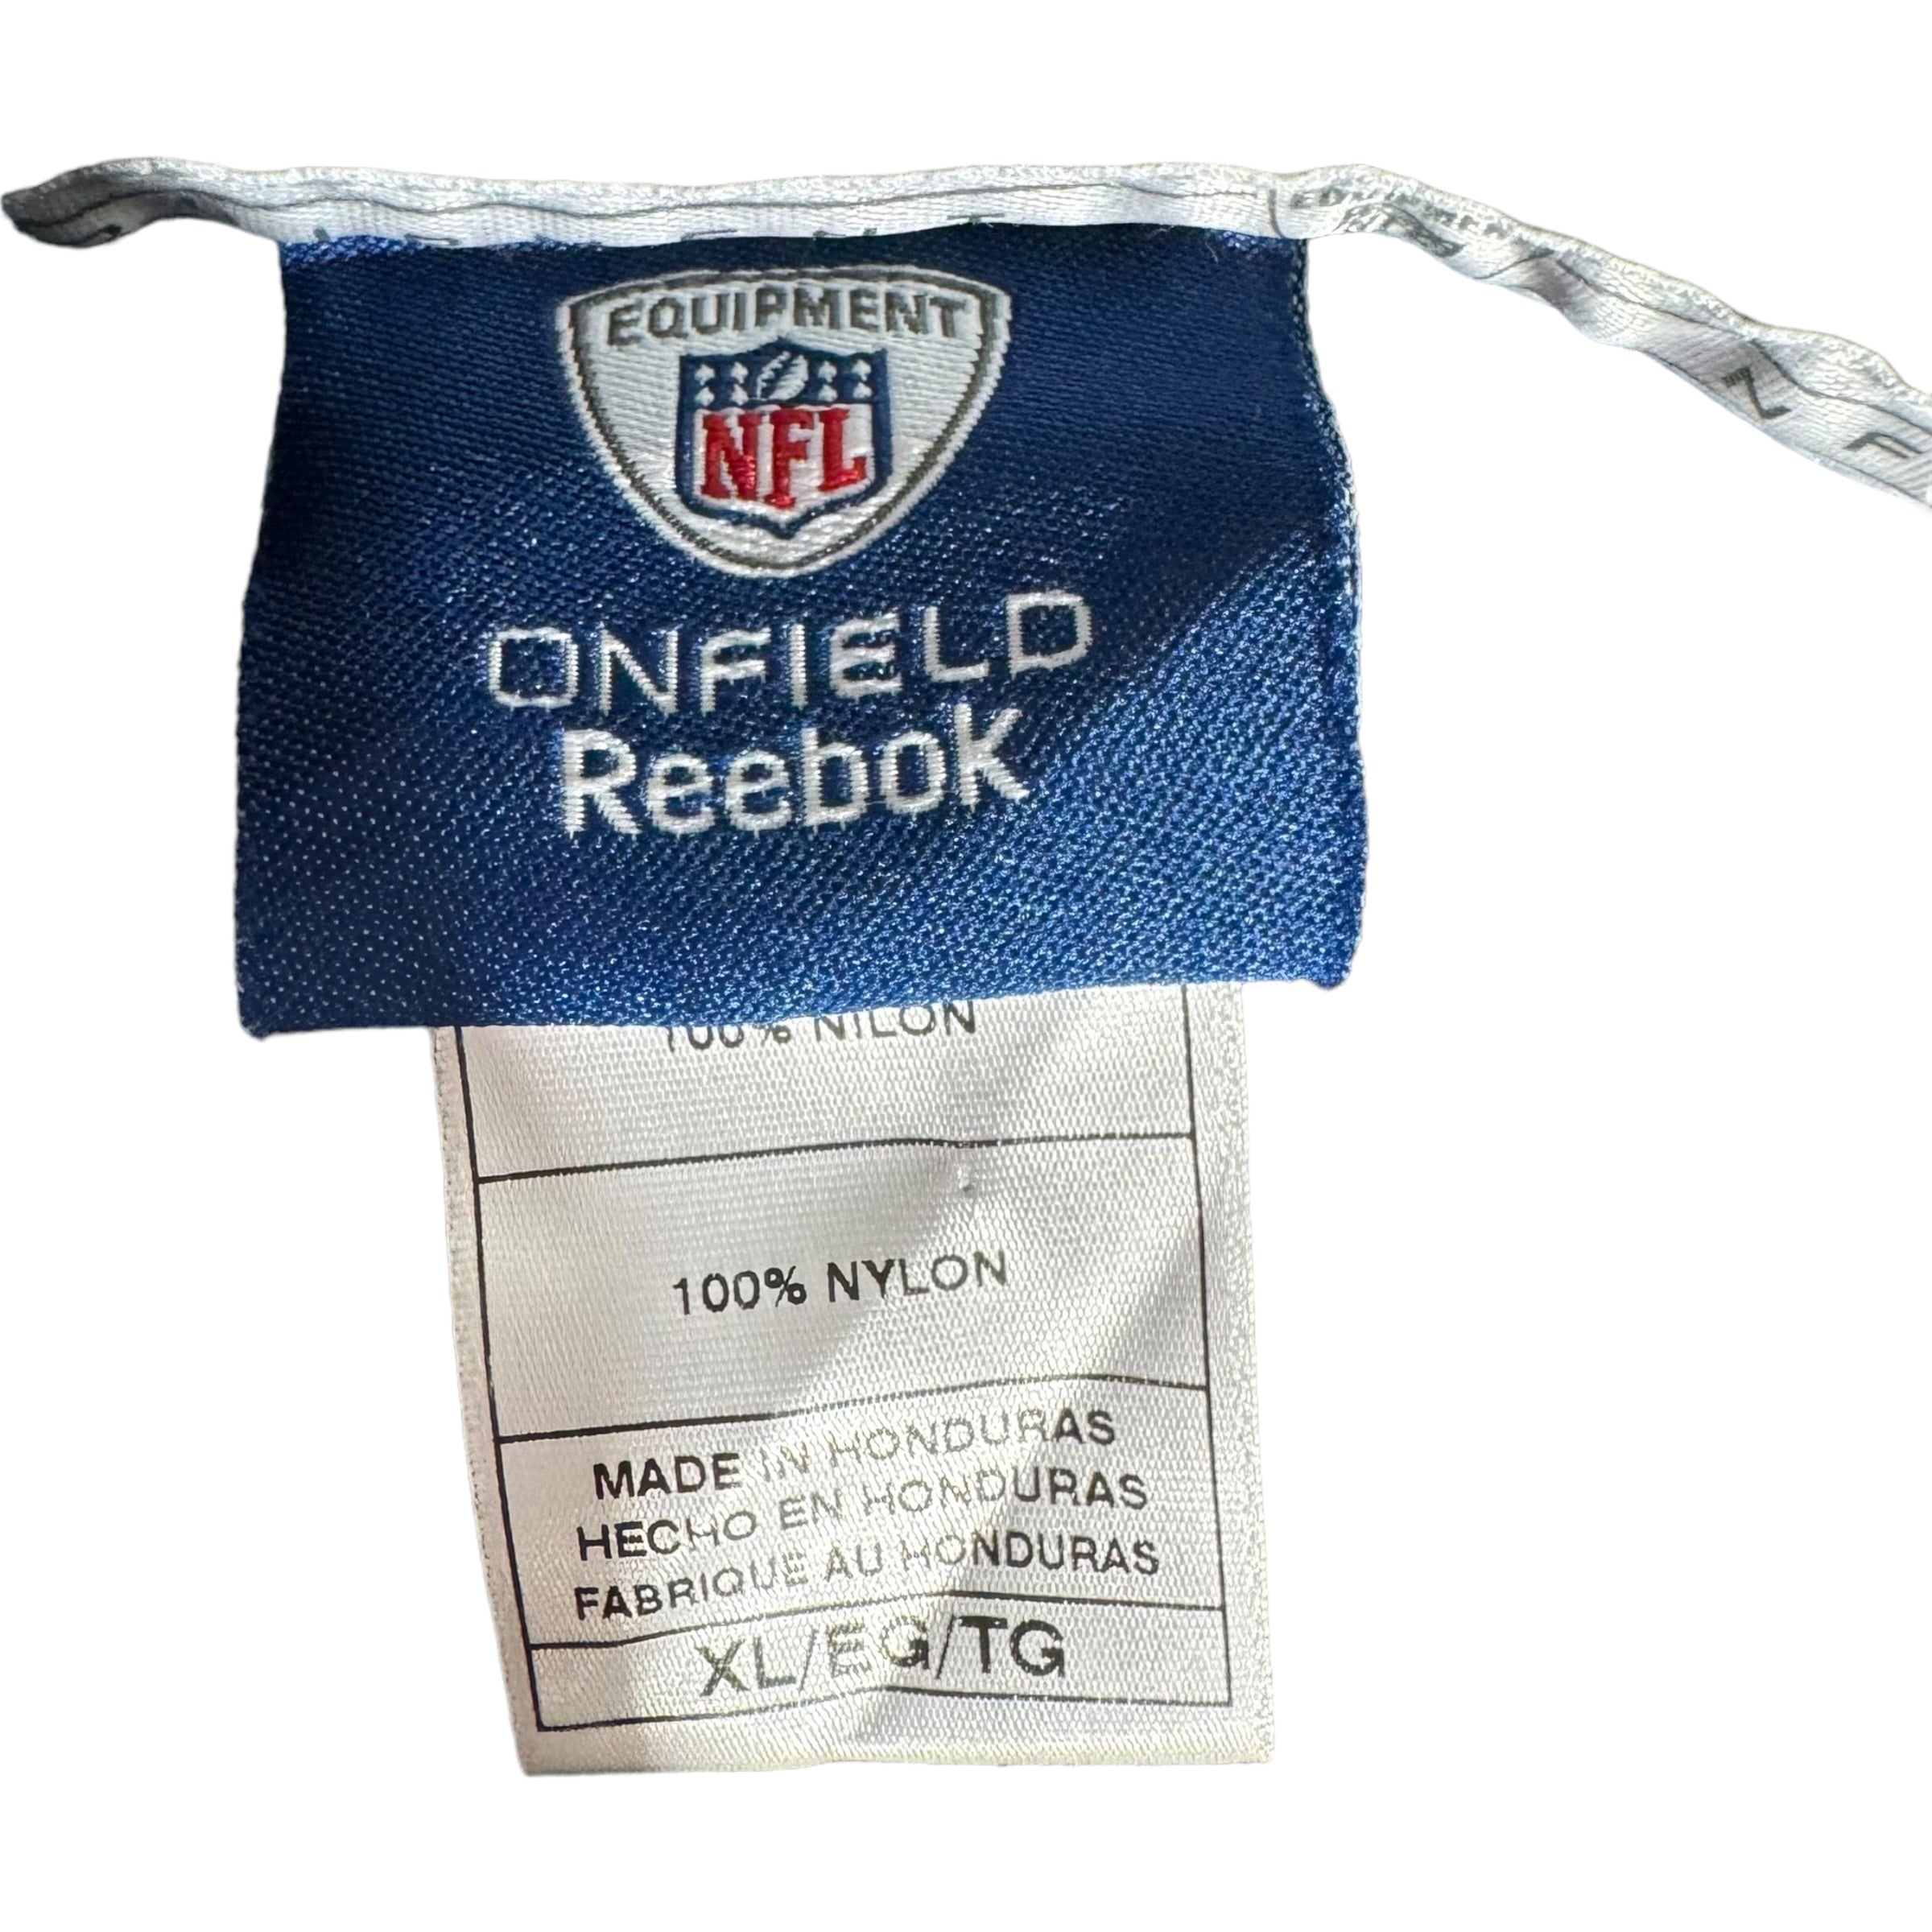 EQUIPMENT
NFL
ONFIELD
Reebok
100% NILON
100% NYLON
MADE IN HONDURAS
HECHO EN HONDURAS
FABRIQUE AU HONDURAS
XL/EG/TG